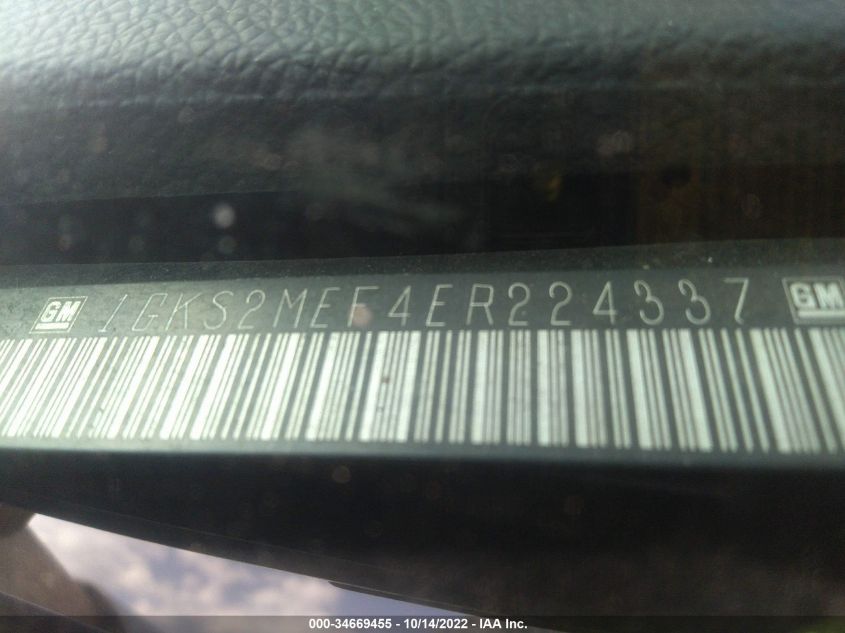 GM 1GKS2MEF4ER224337 GM
000-34669455 - 10/14/2022 - IAA Inc.